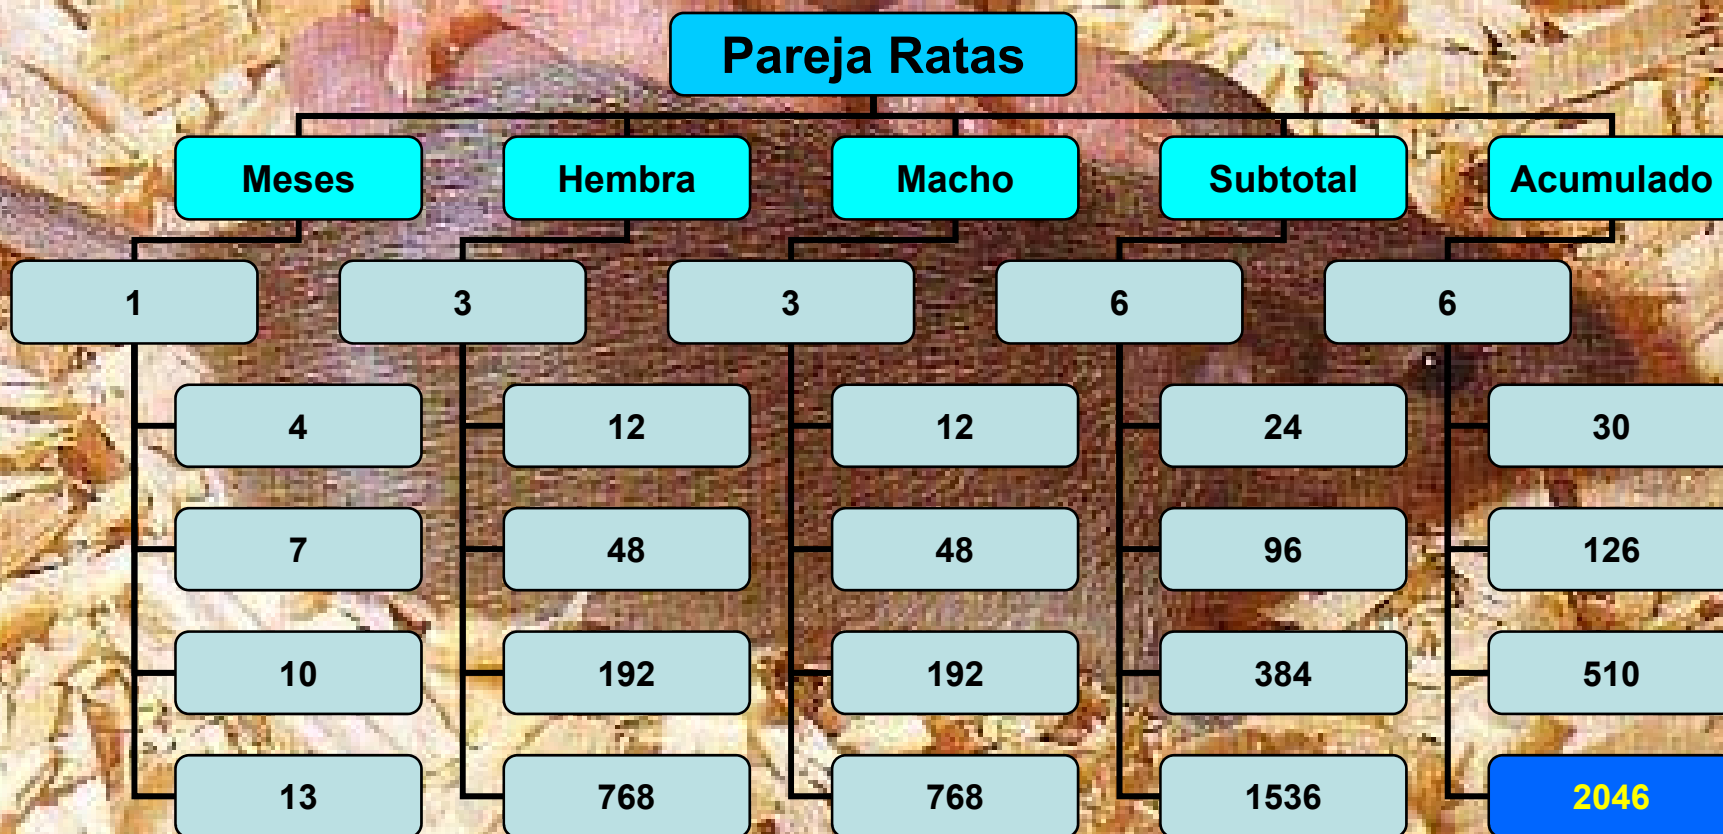 Pareja Ratas
Meses Hembra Macho Subtotal Acumulado
1 3 3 6 6
4 12 12 24 30
7 48 48 96 126
10 192 192 384 510
13 768 768 1536 2046